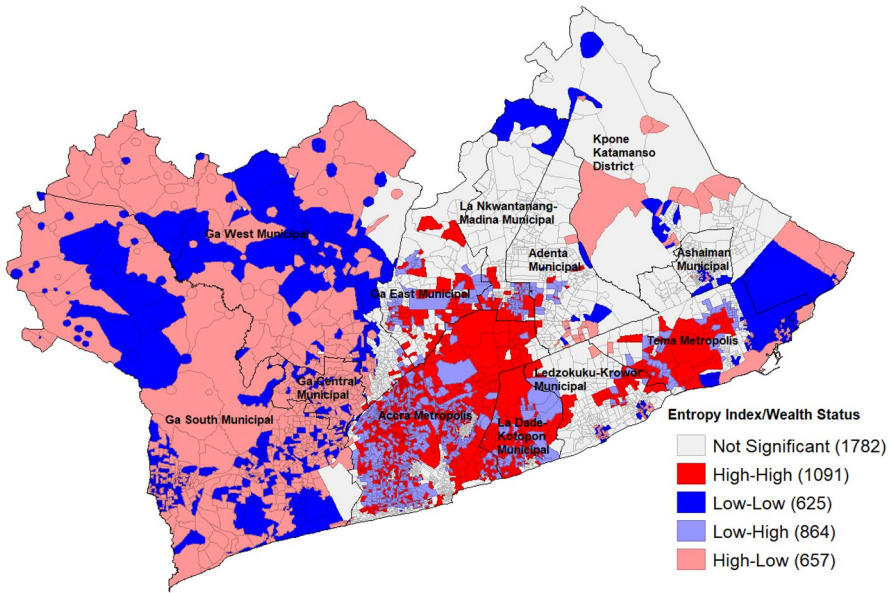 Kpone
Katamanso
District
La Nkwantanang-
Madina Municipal
Ga West Municipal
Adenta
Municipal
Ashaiman
Municipal
Ga East Municipal
Tema Metropolis
Ledzokuku-Krowor
Municipal
Ga Central
Municipal
Ga South Municipal
Accra Metropolis
La Dade-
Kotopon
Municipal
Entropy Index/Wealth Status
Not Significant (1782)
High-High (1091)
Low-Low (625)
Low-High (864)
High-Low (657)